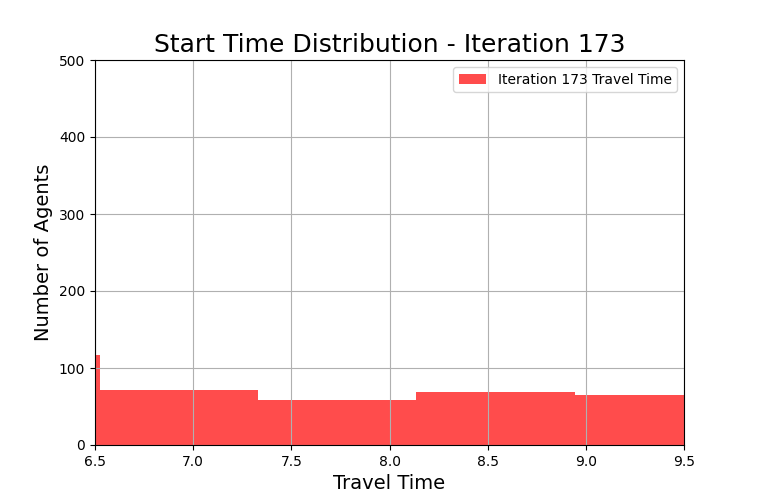 Start Time Distribution - Iteration 173
Iteration 173 Travel Time
Number of Agents
500
400
300
200
100
0
6.5 7.0 7.5 8.0 8.5 9.0 9.5
Travel Time